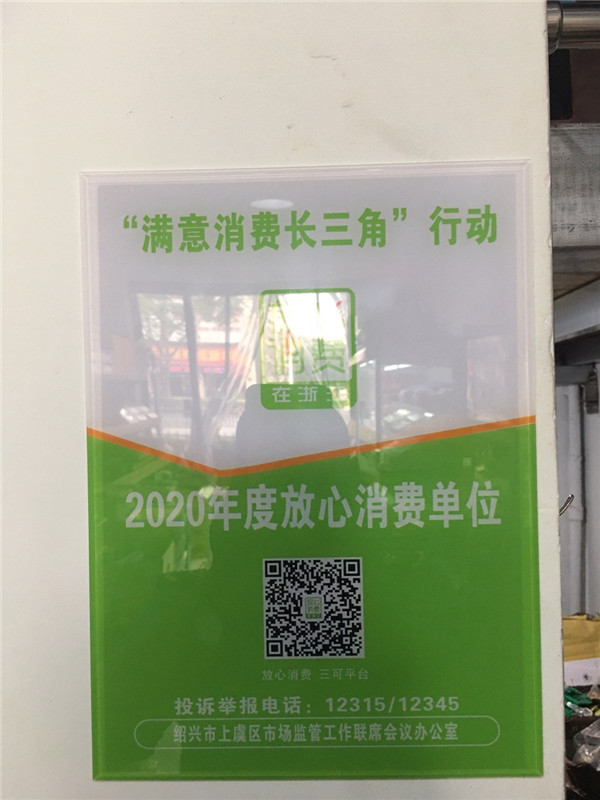 “满意消费长三角”行动
消费
在浙江
2020年度放心消费单位
放心消费 三可平台
投诉举报电话：12315/12345
绍兴市上虞区市场监管工作联席会议办公室